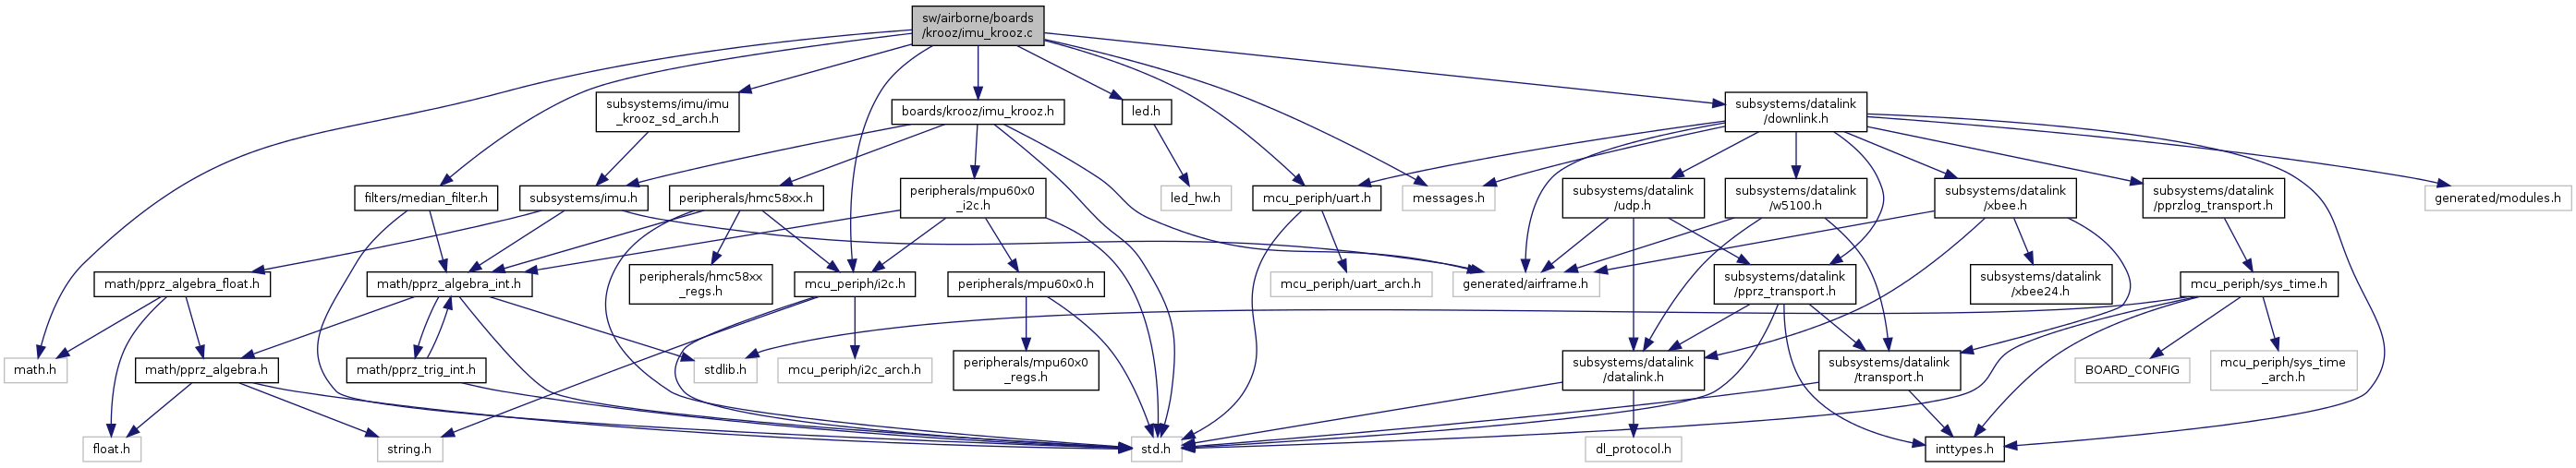 sw/airborne/boards
/krooz/imu_krooz.c
subsystems/imu/imu
_krooz_sd_arch.h
boards/krooz/imu_krooz.h
led.h
subsystems/datalink
/downlink.h
filters/median_filter.h
subsystems/imu.h
peripherals/hmc58xx.h
peripherals/mpu60x0
_i2c.h
led_hw.h
mcu_periph/uart.h
messages.h
subsystems/datalink
/udp.h
subsystems/datalink
/w5100.h
subsystems/datalink
/xbee.h
subsystems/datalink
/pprzlog_transport.h
generated/modules.h
math/pprz_algebra_float.h
math/pprz_algebra_int.h
peripherals/hmc58xx
_regs.h
mcu_periph/i2c.h
peripherals/mpu60x0.h
mcu_periph/uart_arch.h
generated/airframe.h
subsystems/datalink
/pprz_transport.h
subsystems/datalink
/xbee24.h
mcu_periph/sys_time.h
math.h
math/pprz_algebra.h
math/pprz_trig_int.h
stdlib.h
mcu_periph/i2c_arch.h
peripherals/mpu60x0
_regs.h
subsystems/datalink
/datalink.h
subsystems/datalink
/transport.h
BOARD_CONFIG
mcu_periph/sys_time
_arch.h
float.h
string.h
std.h
dl_protocol.h
inttypes.h